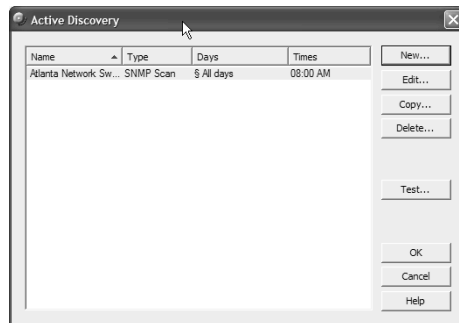 Active Discovery
Name Type Days Times
Atlanta Network Sw... SNMP Scan § All days 08:00 AM
New...
Edit...
Copy...
Delete...
Test...
OK
Cancel
Help